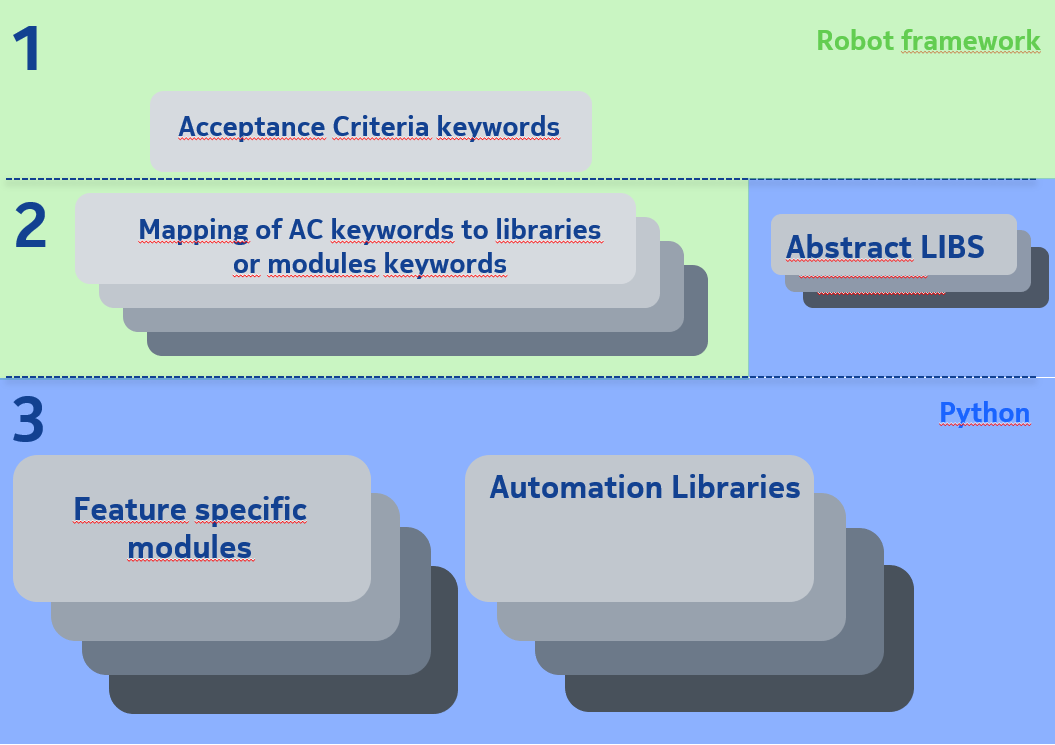 1
Robot framework
Acceptance Criteria keywords
2
Mapping of AC keywords to libraries
or modules keywords
Abstract LIBS
3
Python
Feature specific
modules
Automation Libraries